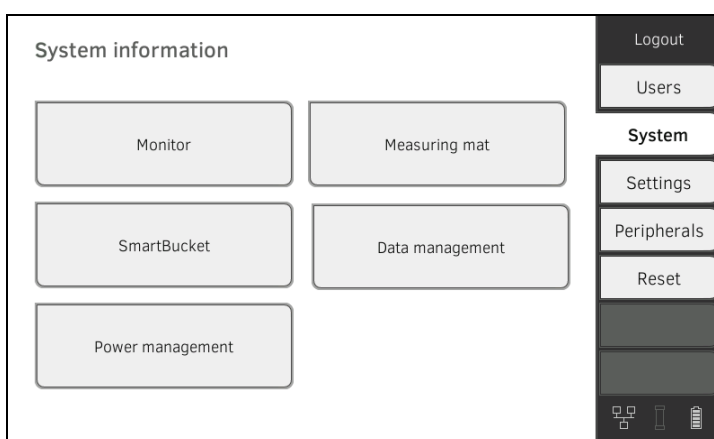 System information
Monitor
Measuring mat
SmartBucket
Data management
Power management
Logout
Users
System
Settings
Peripherals
Reset